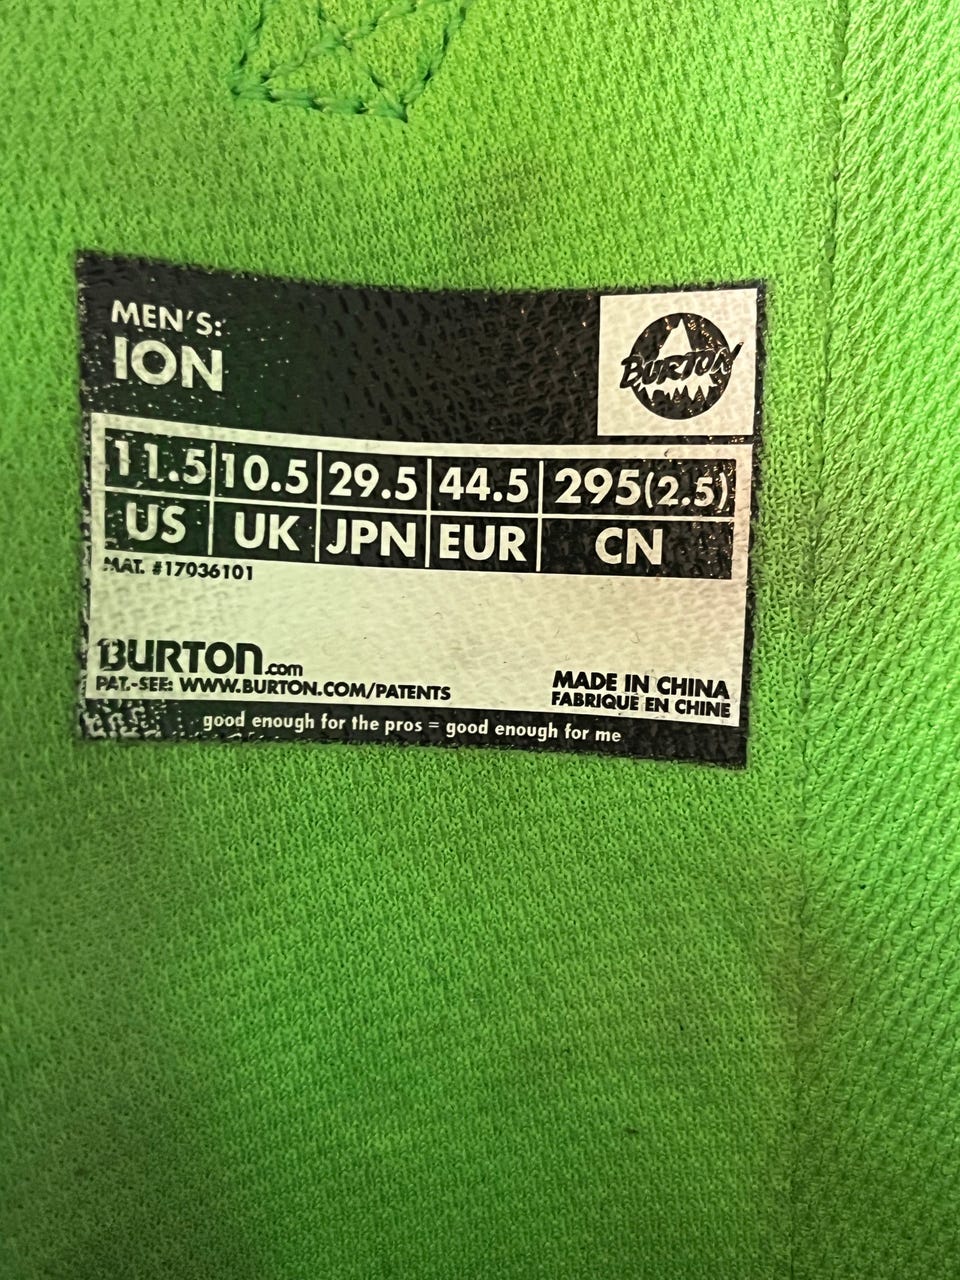 MEN'S:
ION
BURTON
11.5 10.5 29.5 44.5 295(2.5)
US UK JPN EUR CN
MAT. #17036101
BURTON.com
PAT.-SEE: WWW.BURTON.COM/PATENTS
MADE IN CHINA
FABRIQUÉ EN CHINE
good enough for the pros = good enough for me